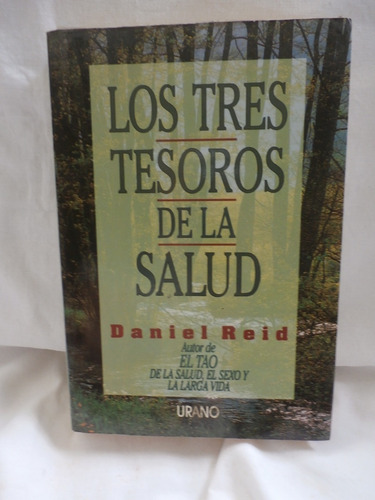 LOS TRES
TESOROS
DE LA
SALUD
Daniel Reid
Autor de
EL TAO
DE LA SALUD, EL SEXO Y
LA LARGA VIDA
URANO